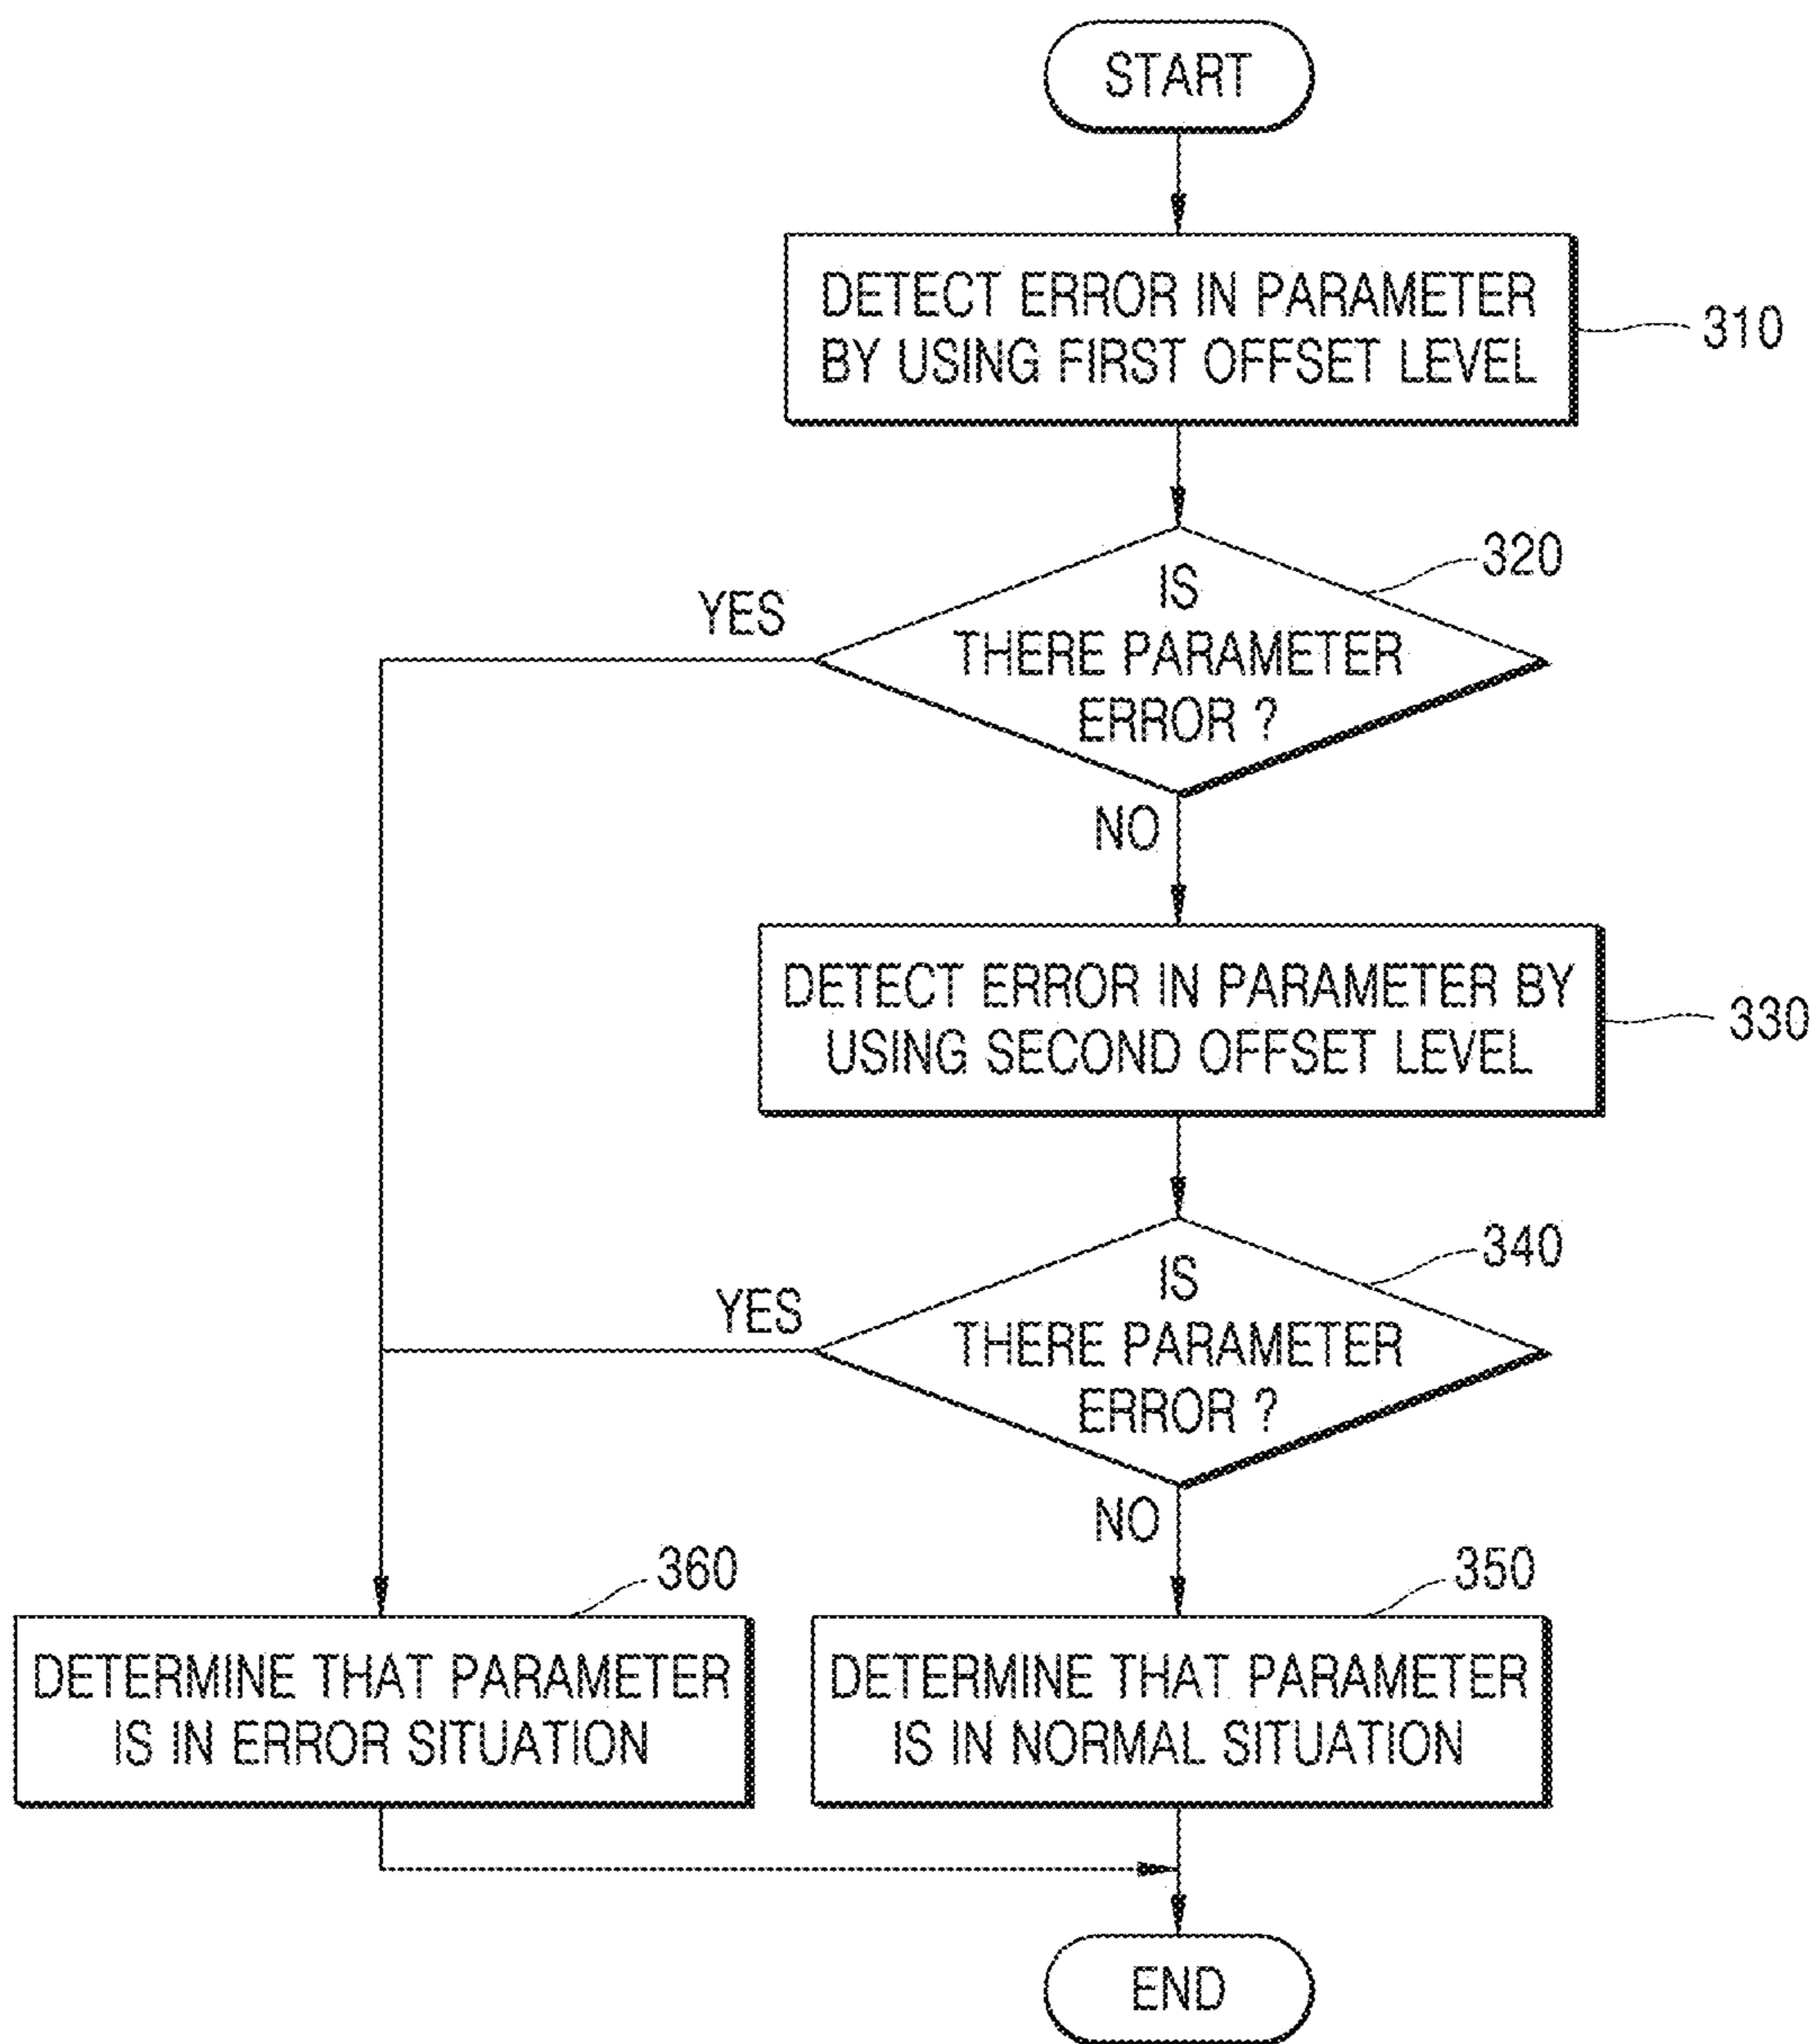 START
DETECT ERROR IN PARAMETER
BY USING FIRST OFFSET LEVEL
310
320
IS
THERE PARAMETER
ERROR ?
YES
NO
DETECT ERROR IN PARAMETER BY
USING SECOND OFFSET LEVEL
330
340
IS
THERE PARAMETER
ERROR ?
YES
NO
360
DETERMINE THAT PARAMETER
IS IN ERROR SITUATION
350
DETERMINE THAT PARAMETER
IS IN NORMAL SITUATION
END